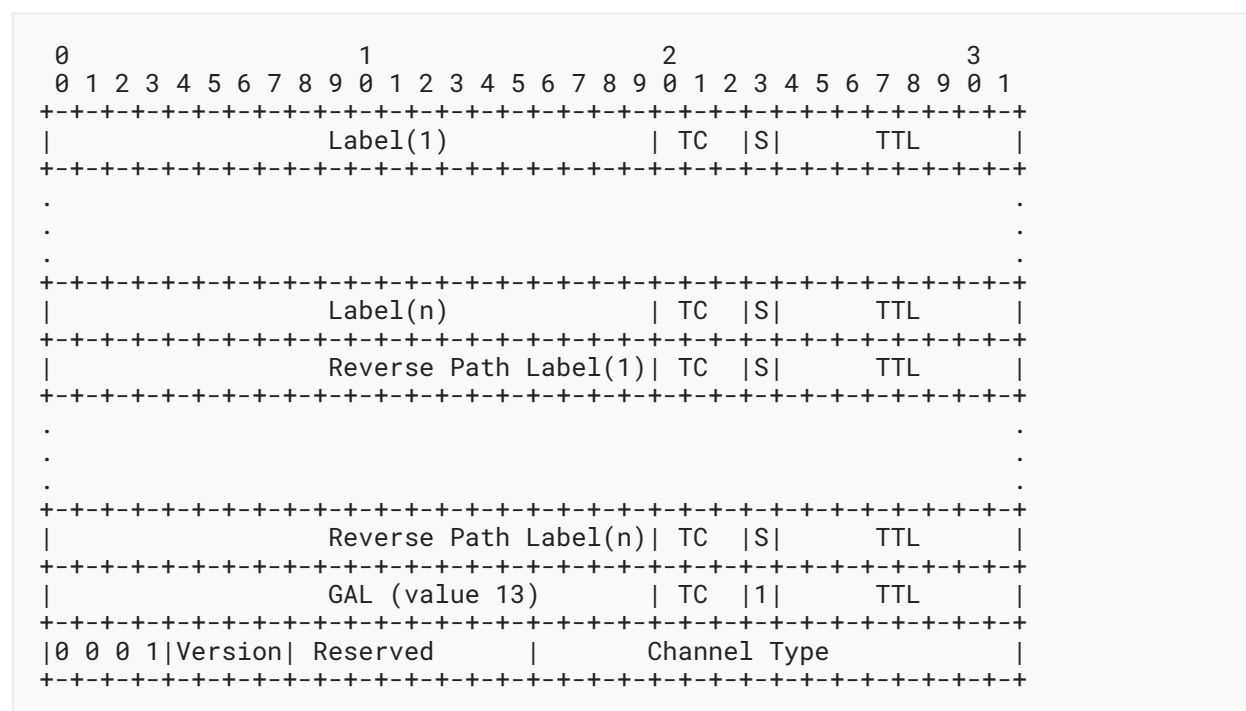 0                   1                   2                   3
 0 1 2 3 4 5 6 7 8 9 0 1 2 3 4 5 6 7 8 9 0 1 2 3 4 5 6 7 8 9 0 1
+-+-+-+-+-+-+-+-+-+-+-+-+-+-+-+-+-+-+-+-+-+-+-+-+-+-+-+-+-+-+-+-+
|                  Label(1)             | TC  |S|      TTL      |
+-+-+-+-+-+-+-+-+-+-+-+-+-+-+-+-+-+-+-+-+-+-+-+-+-+-+-+-+-+-+-+-+
.                                                               .
.                                                               .
.                                                               .
+-+-+-+-+-+-+-+-+-+-+-+-+-+-+-+-+-+-+-+-+-+-+-+-+-+-+-+-+-+-+-+-+
|                  Label(n)             | TC  |S|      TTL      |
+-+-+-+-+-+-+-+-+-+-+-+-+-+-+-+-+-+-+-+-+-+-+-+-+-+-+-+-+-+-+-+-+
|                  Reverse Path Label(1)| TC  |S|      TTL      |
+-+-+-+-+-+-+-+-+-+-+-+-+-+-+-+-+-+-+-+-+-+-+-+-+-+-+-+-+-+-+-+-+
.                                                               .
.                                                               .
.                                                               .
+-+-+-+-+-+-+-+-+-+-+-+-+-+-+-+-+-+-+-+-+-+-+-+-+-+-+-+-+-+-+-+-+
|                  Reverse Path Label(n)| TC  |S|      TTL      |
+-+-+-+-+-+-+-+-+-+-+-+-+-+-+-+-+-+-+-+-+-+-+-+-+-+-+-+-+-+-+-+-+
|                  GAL (value 13)       | TC  |1|      TTL      |
+-+-+-+-+-+-+-+-+-+-+-+-+-+-+-+-+-+-+-+-+-+-+-+-+-+-+-+-+-+-+-+-+
|0 0 0 1|Version| Reserved      |       Channel Type            |
+-+-+-+-+-+-+-+-+-+-+-+-+-+-+-+-+-+-+-+-+-+-+-+-+-+-+-+-+-+-+-+-+